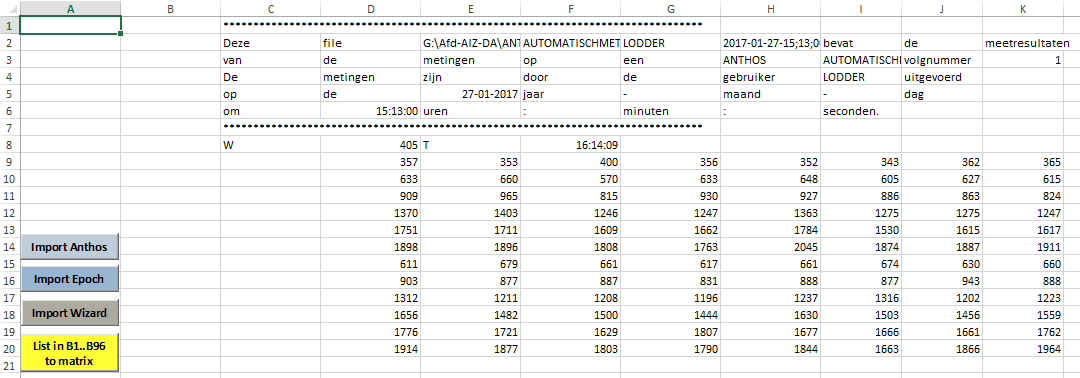 A B C D E F G H I J K
1 ********************************************************************************
2 Deze file G:\Afd-AIZ-DA\ANT AUTOMATISCHMET LODDER 2017-01-27-15;13;0 bevat de meetresultaten
3 van de metingen op een ANTHOS AUTOMATISCH volgnummer 1
4 De metingen zijn door de gebruiker LODDER uitgevoerd
5 op de 27-01-2017 jaar - maand - dag
6 om 15:13:00 uren : minuten : seconden.
7 ********************************************************************************
8 W 405 T 16:14:09
9 357 353 400 356 352 343 362 365
10 633 660 570 633 648 605 627 615
11 909 965 815 930 927 886 863 824
12 1370 1403 1246 1247 1363 1275 1275 1247
13 1751 1711 1609 1662 1784 1530 1615 1617
14 Import Anthos 1898 1896 1808 1763 2045 1874 1887 1911
15 611 679 661 617 661 674 630 660
16 Import Epoch 903 877 887 831 888 877 943 888
17 1312 1211 1208 1196 1237 1316 1202 1223
18 Import Wizard 1656 1482 1500 1444 1630 1503 1456 1559
19 1776 1721 1629 1807 1677 1666 1661 1762
20 List in B1..B96 1914 1877 1803 1790 1844 1663 1866 1964
21 to matrix